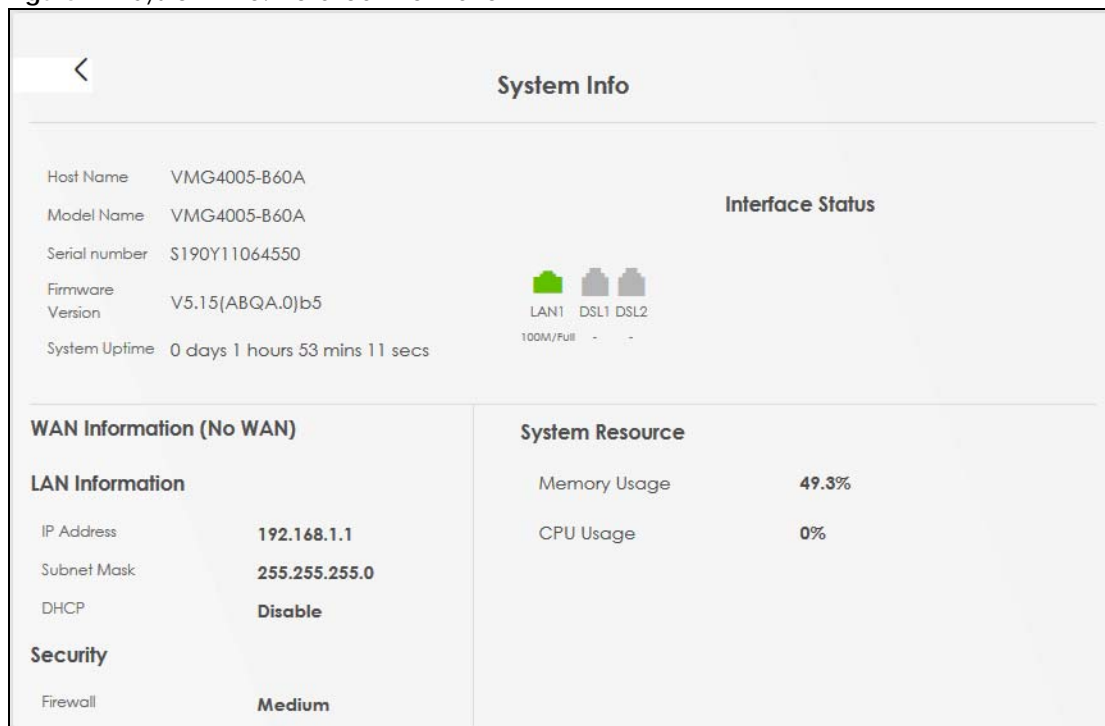 System Info
Host Name VMG4005-B60A
Model Name VMG4005-B60A
Serial number S190Y11064550
Firmware
Version V5.15(ABQA.0)b5
System Uptime 0 days 1 hours 53 mins 11 secs
Interface Status
LAN1 DSL1 DSL2
100M/Full - -
WAN Information (No WAN)
LAN Information
IP Address 192.168.1.1
Subnet Mask 255.255.255.0
DHCP Disable
Security
Firewall Medium
System Resource
Memory Usage 49.3%
CPU Usage 0%